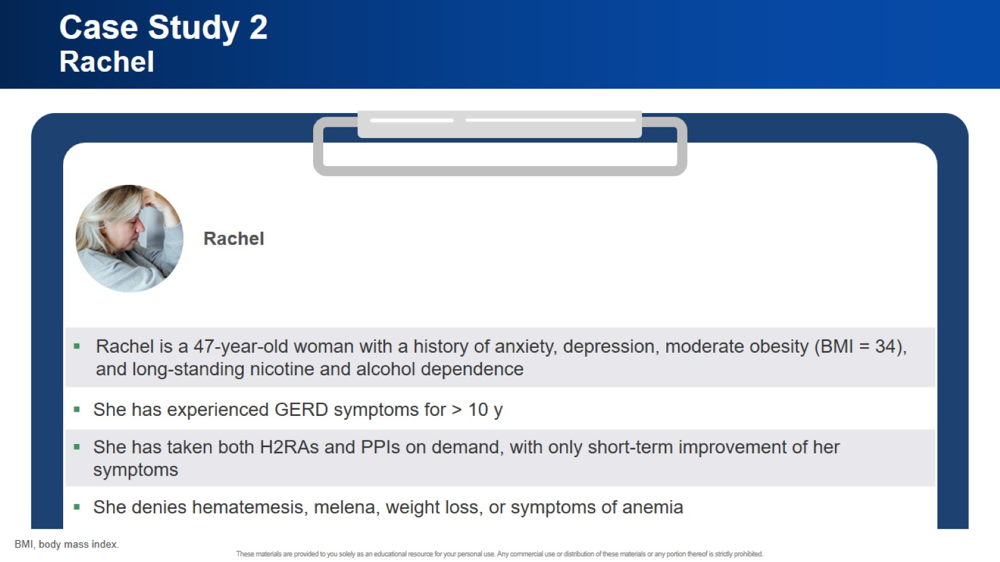 Case Study 2
Rachel
Rachel
▪ Rachel is a 47-year-old woman with a history of anxiety, depression, moderate obesity (BMI = 34),
and long-standing nicotine and alcohol dependence
▪ She has experienced GERD symptoms for > 10 y
▪ She has taken both H2RAs and PPIs on demand, with only short-term improvement of her
symptoms
▪ She denies hematemesis, melena, weight loss, or symptoms of anemia
BMI, body mass index.
These materials are provided to you solely as an educational resource for your personal use. Any commercial use or distribution of these materials or any portion thereof is strictly prohibited.